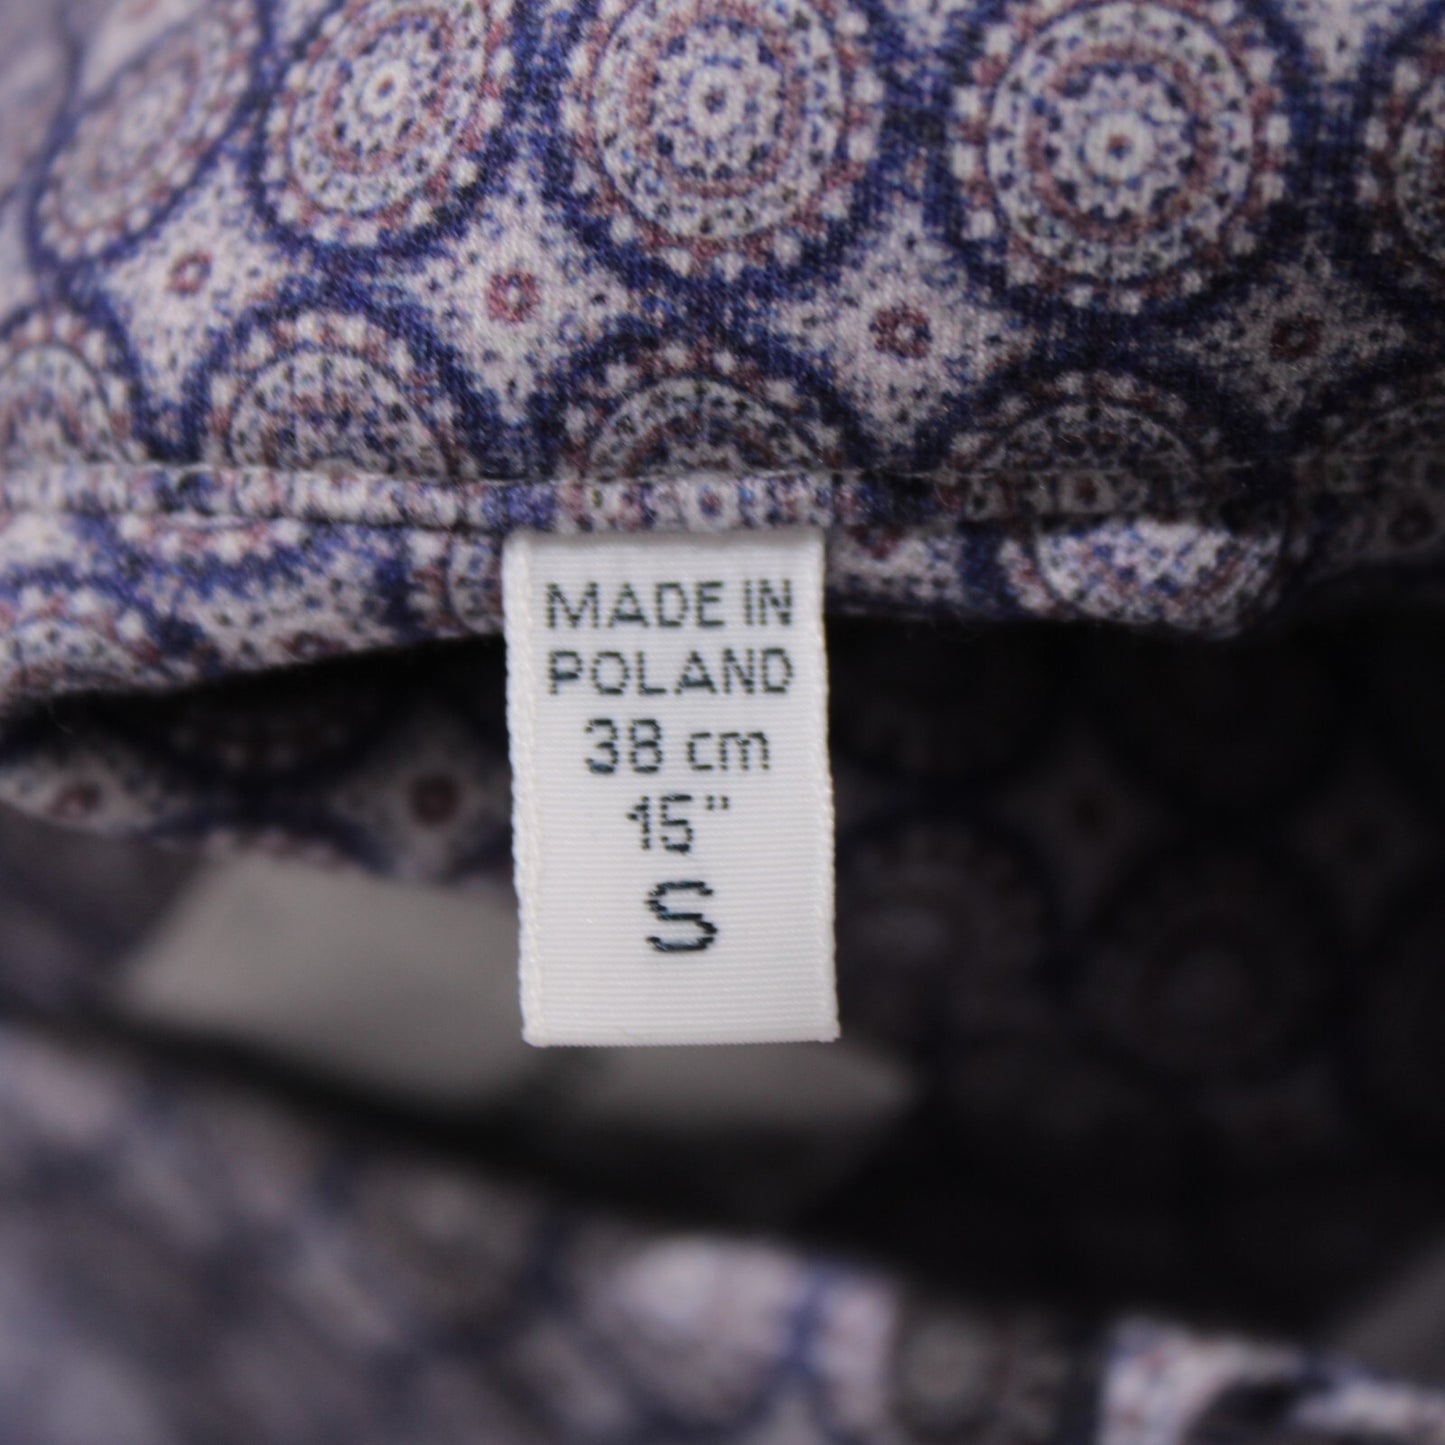 MADE IN
POLAND
38 cm
15"
S